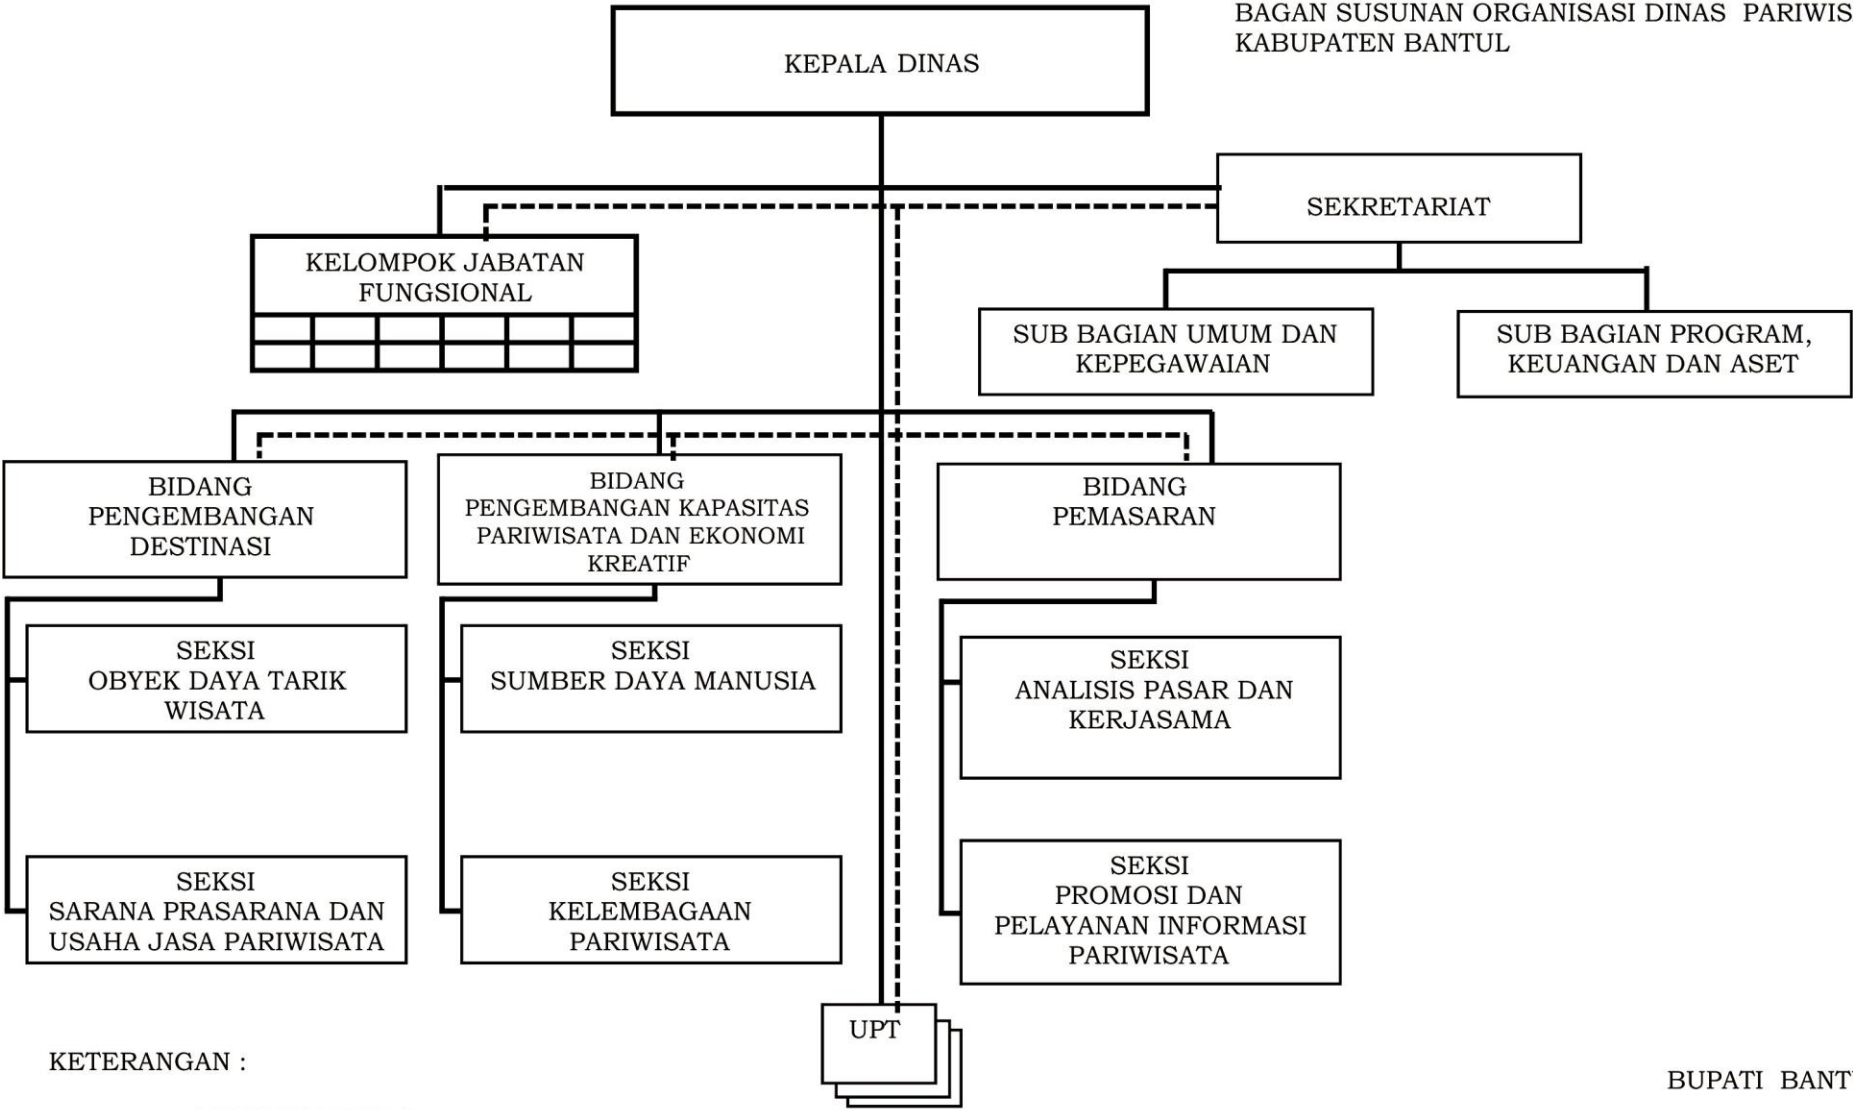 BAGAN SUSUNAN ORGANISASI DINAS PARIWIS
KABUPATEN BANTUL
KEPALA DINAS
SEKRETARIAT
KELOMPOK JABATAN
FUNGSIONAL
SUB BAGIAN UMUM DAN
KEPEGAWAIAN
SUB BAGIAN PROGRAM,
KEUANGAN DAN ASET
BIDANG
PENGEMBANGAN
DESTINASI
BIDANG
PENGEMBANGAN KAPASITAS
PARIWISATA DAN EKONOMI
KREATIF
BIDANG
PEMASARAN
SEKSI
OBYEK DAYA TARIK
WISATA
SEKSI
SUMBER DAYA MANUSIA
SEKSI
ANALISIS PASAR DAN
KERJASAMA
SEKSI
SARANA PRASARANA DAN
USAHA JASA PARIWISATA
SEKSI
KELEMBAGAAN
PARIWISATA
SEKSI
PROMOSI DAN
PELAYANAN INFORMASI
PARIWISATA
UPT
KETERANGAN :
BUPATI BANT